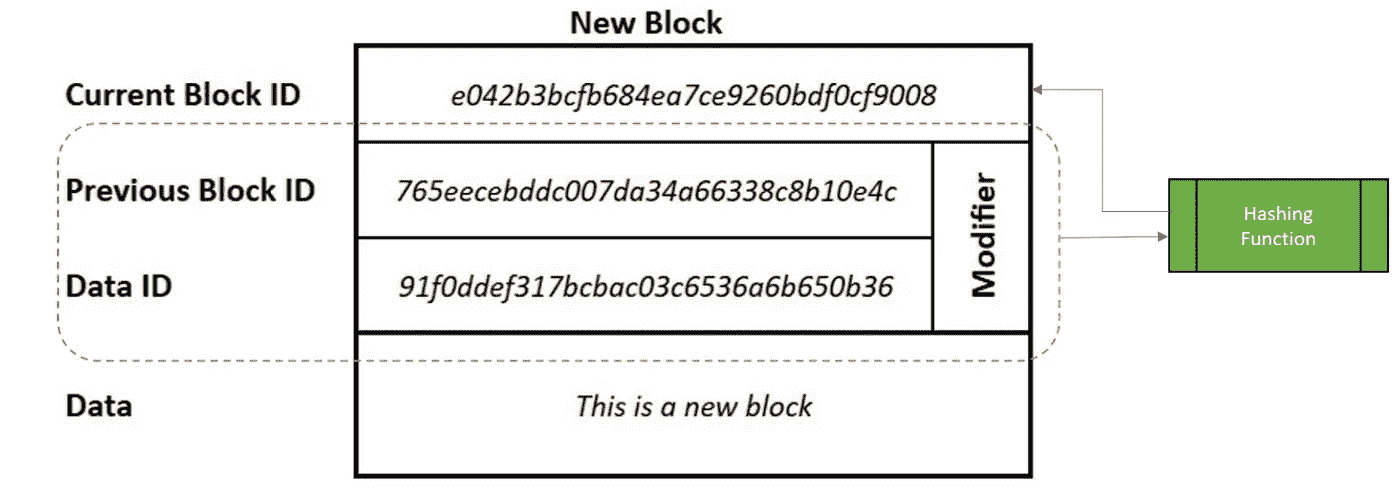 New Block
Current Block ID
e042b3bcfb684ea7ce9260bdf0cf9008
Previous Block ID
765eecebddc007da34a66338c8b10e4c
Modifier
Data ID
91f0ddef317bcbac03c6536a6b650b36
Hashing
Function
Data
This is a new block